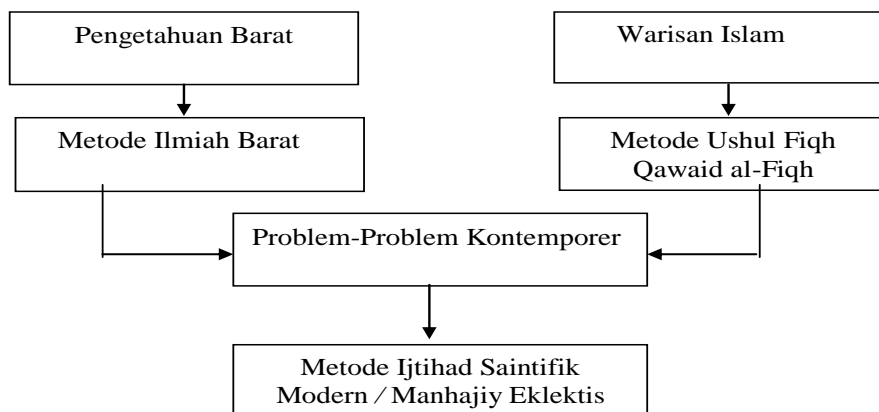 Pengetahuan Barat
Warisan Islam
Metode Ilmiah Barat
Metode Ushul Fiqh
Qawaid al-Fiqh
Problem-Problem Kontemporer
Metode Ijtihad Saintifik
Modern / Manhajiy Eklektis